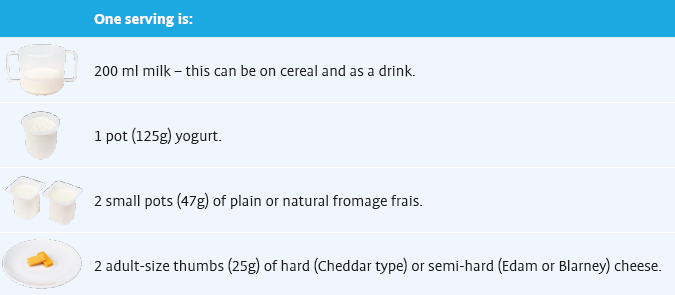 One serving is:
200 ml milk – this can be on cereal and as a drink.
1 pot (125g) yogurt.
2 small pots (47g) of plain or natural fromage frais.
2 adult-size thumbs (25g) of hard (Cheddar type) or semi-hard (Edam or Blarney) cheese.